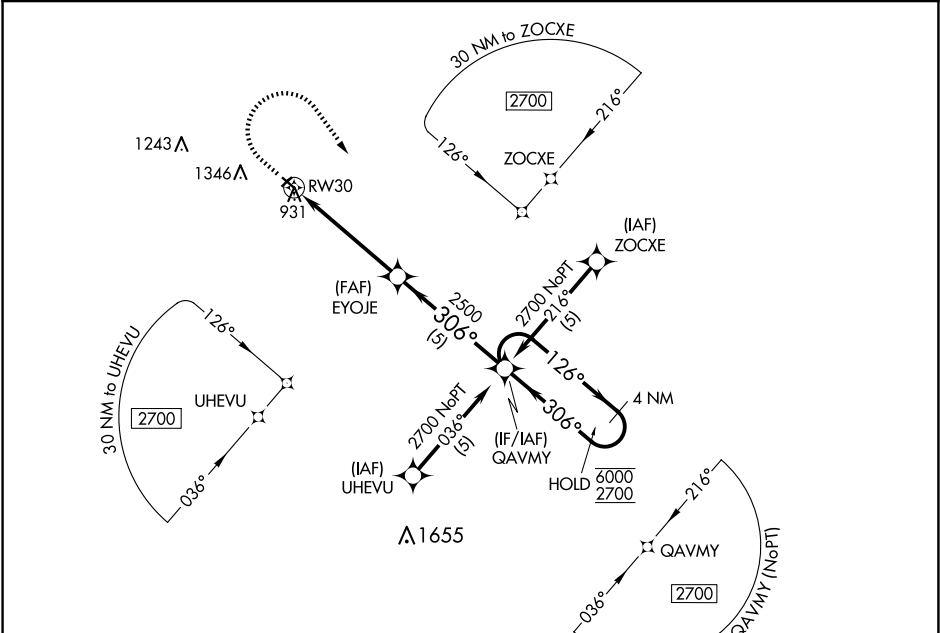 30 NM to ZOCXE
2700
216°
126°
ZOCXE
1243
1346
RW30
931
(IAF)
ZOCXE
(FAF)
EYOJE
2500
306°
(5)
2700 NoPT
216°
(5)
126°
306°
4 NM
(IF/IAF)
QAVMY
HOLD
6000
2700
2700 NoPT
036°
(5)
(IAF)
UHEVU
1655
30 NM to UHEVU
126°
UHEVU
2700
036°
216°
QAVMY
036°
2700
QAVMY (NoPT)